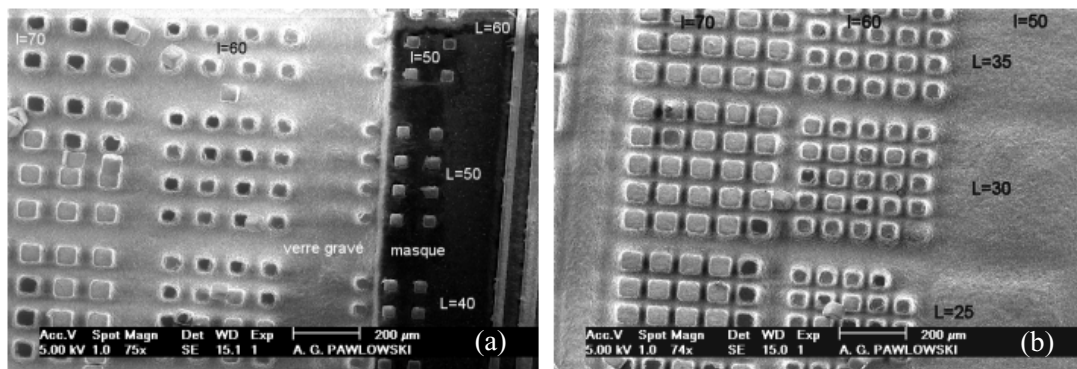 l=70
l=60
l=50
L=60
L=50
verre gravé
masque
L=40
Acc.V Spot Magn Det WD Exp
5.00 kV 1.0 75x SE 15.1 1
200 µm
A. G. PAWLOWSKI
(a)
l=70
l=60
l=50
L=35
L=30
L=25
Acc.V Spot Magn Det WD Exp
5.00 kV 1.0 74x SE 15.0 1
200 µm
A. G. PAWLOWSKI
(b)